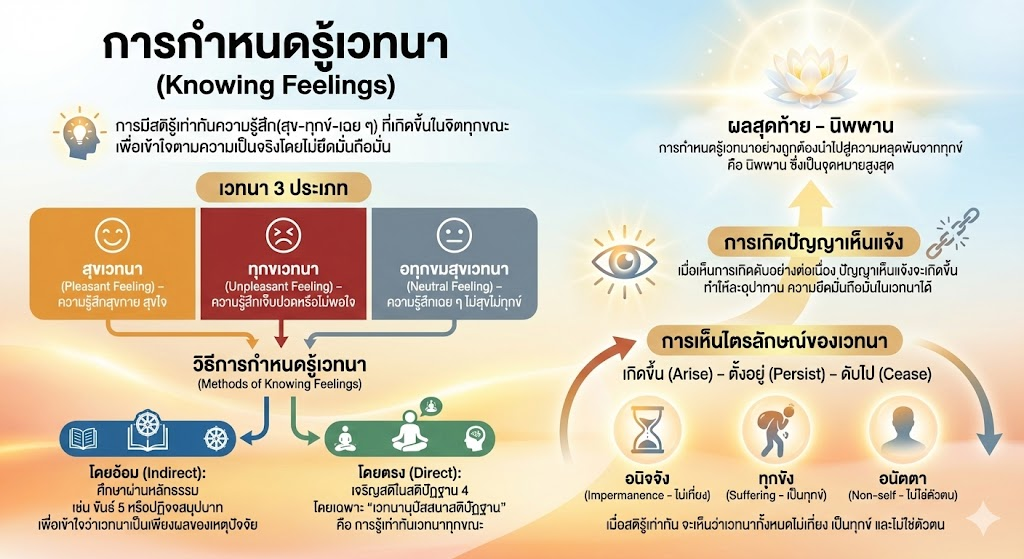 การกำหนดรู้เวทนา
(Knowing Feelings)
การมีสติรู้เท่าทันความรู้สึก(สุข-ทุกข์-เฉย ๆ) ที่เกิดขึ้นในจิตทุกขณะ
เพื่อเข้าใจตามความเป็นจริงโดยไม่ยึดมั่นถือมั่น
เวทนา 3 ประเภท
สุขเวทนา
(Pleasant Feeling) –
ความรู้สึกสุขกาย สุขใจ
ทุกขเวทนา
(Unpleasant Feeling) –
ความรู้สึกเจ็บปวดหรือไม่พอใจ
อทุกขมสุขเวทนา
(Neutral Feeling) –
ความรู้สึกเฉย ๆ ไม่สุขไม่ทุกข์
วิธีการกำหนดรู้เวทนา
(Methods of Knowing Feelings)
โดยอ้อม (Indirect):
ศึกษาผ่านหลักธรรม
เช่น ขันธ์ 5 หรือปฏิจจสมุปบาท
เพื่อเข้าใจว่าเวทนาเป็นเพียงผลของเหตุปัจจัย
โดยตรง (Direct):
เจริญสติในสติปัฏฐาน 4
โดยเฉพาะ "เวทนานุปัสสนาสติปัฏฐาน"
คือ การรู้เท่าทันเวทนาทุกขณะ
ผลสุดท้าย – นิพพาน
การกำหนดรู้เวทนาอย่างถูกต้องนำไปสู่ความหลุดพ้นจากทุกข์
คือ นิพพาน ซึ่งเป็นจุดหมายสูงสุด
การเกิดปัญญาเห็นแจ้ง
เมื่อเห็นการเกิดดับอย่างต่อเนื่อง ปัญญาเห็นแจ้งจะเกิดขึ้น
ทำให้ละอุปาทาน ความยึดมั่นถือมั่นในเวทนาได้
การเห็นไตรลักษณ์ของเวทนา
เกิดขึ้น (Arise) – ตั้งอยู่ (Persist) – ดับไป (Cease)
อนิจจัง
(Impermanence – ไม่เที่ยง)
ทุกขัง
(Suffering – เป็นทุกข์)
อนัตตา
(Non-self – ไม่ใช่ตัวตน)
เมื่อสติรู้เท่าทัน จะเห็นว่าเวทนาทั้งหมดไม่เที่ยง เป็นทุกข์ และไม่ใช่ตัวตน